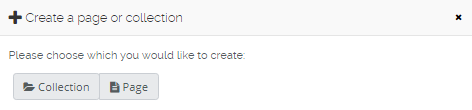 Create a page or collection
Please choose which you would like to create:
Collection Page